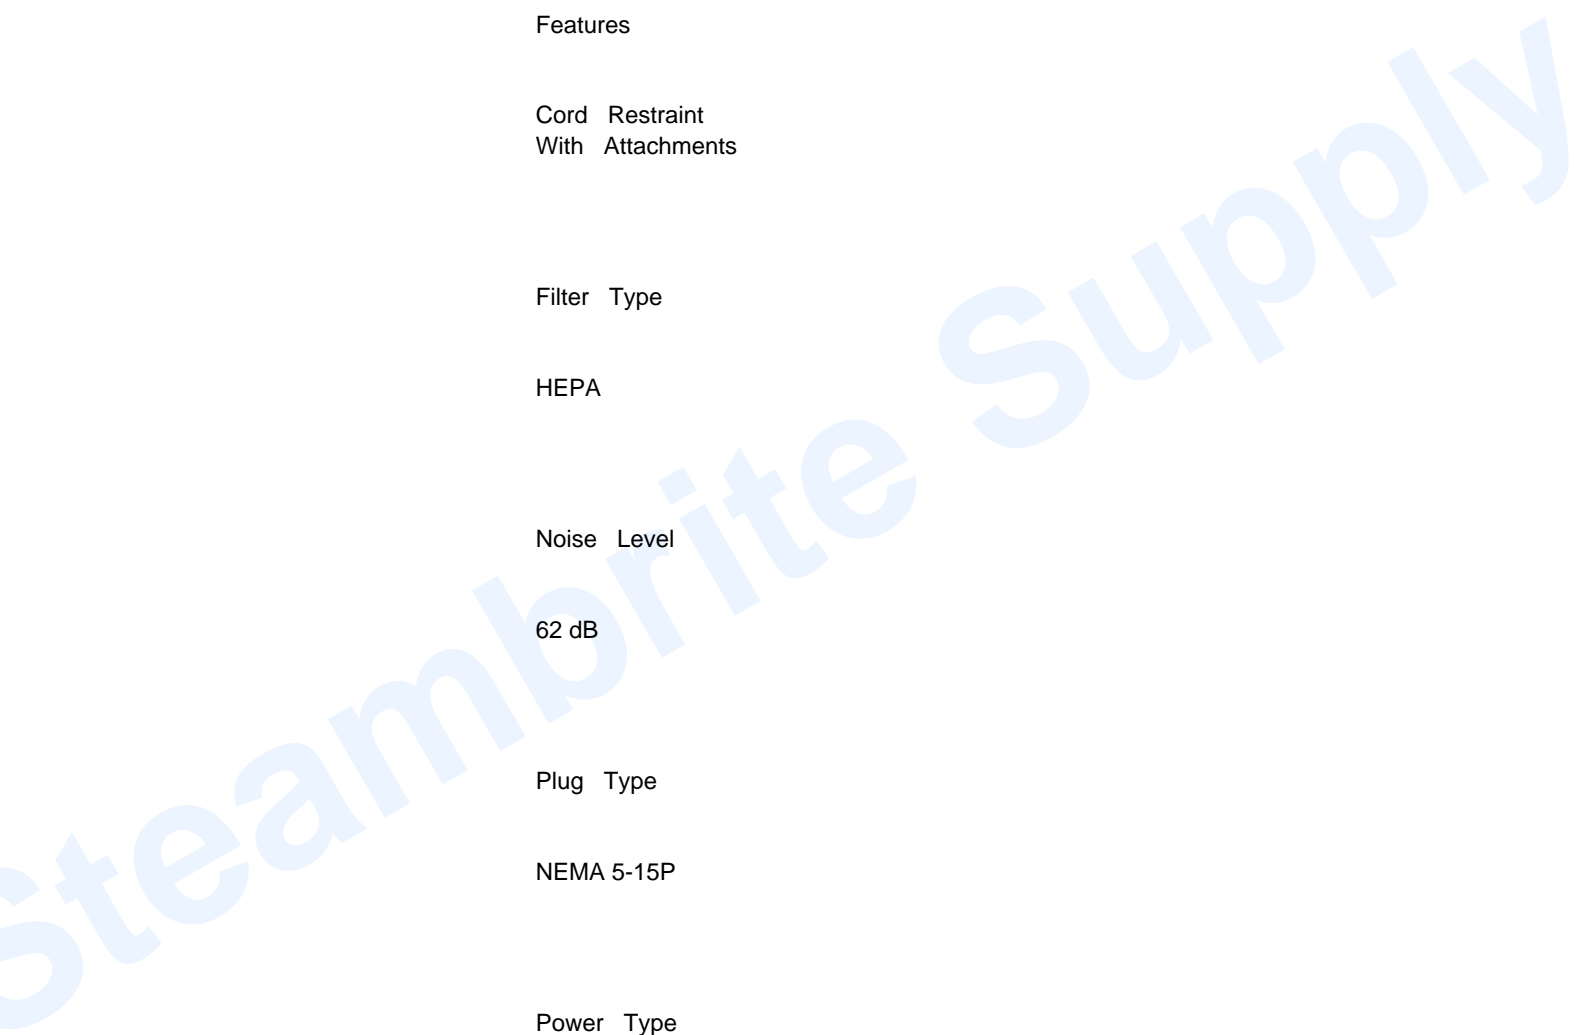 Features
Cord Restraint
With Attachments
Filter Type
HEPA
Noise Level
62 dB
Plug Type
NEMA 5-15P
Power Type
Steambrite Supply